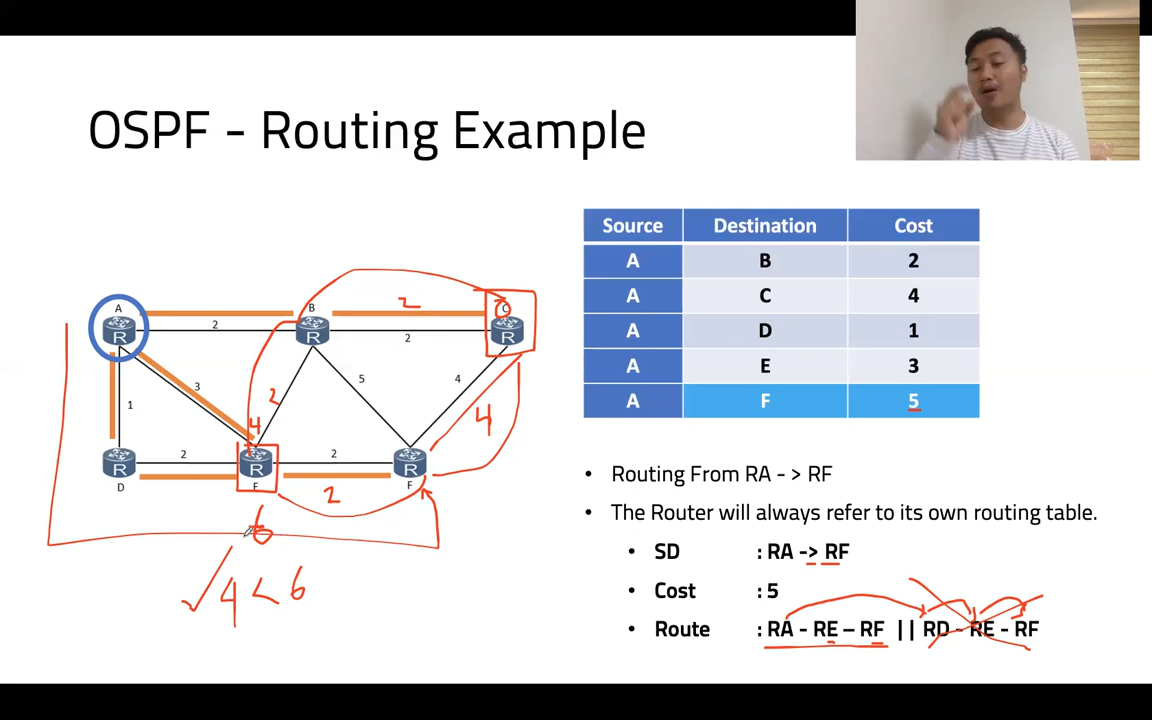 OSPF - Routing Example
Source Destination Cost
A B 2
A C 4
A D 1
A E 3
A F 5
A B C
2 2
2
R R R
3 5 4
1 2 4
4
R R R
2 2
D E F
2
6
4 < 6
• Routing From RA - > RF
• The Router will always refer to its own routing table.
• SD : RA -> RF
• Cost : 5
• Route : RA - RE – RF || RD - RE - RF